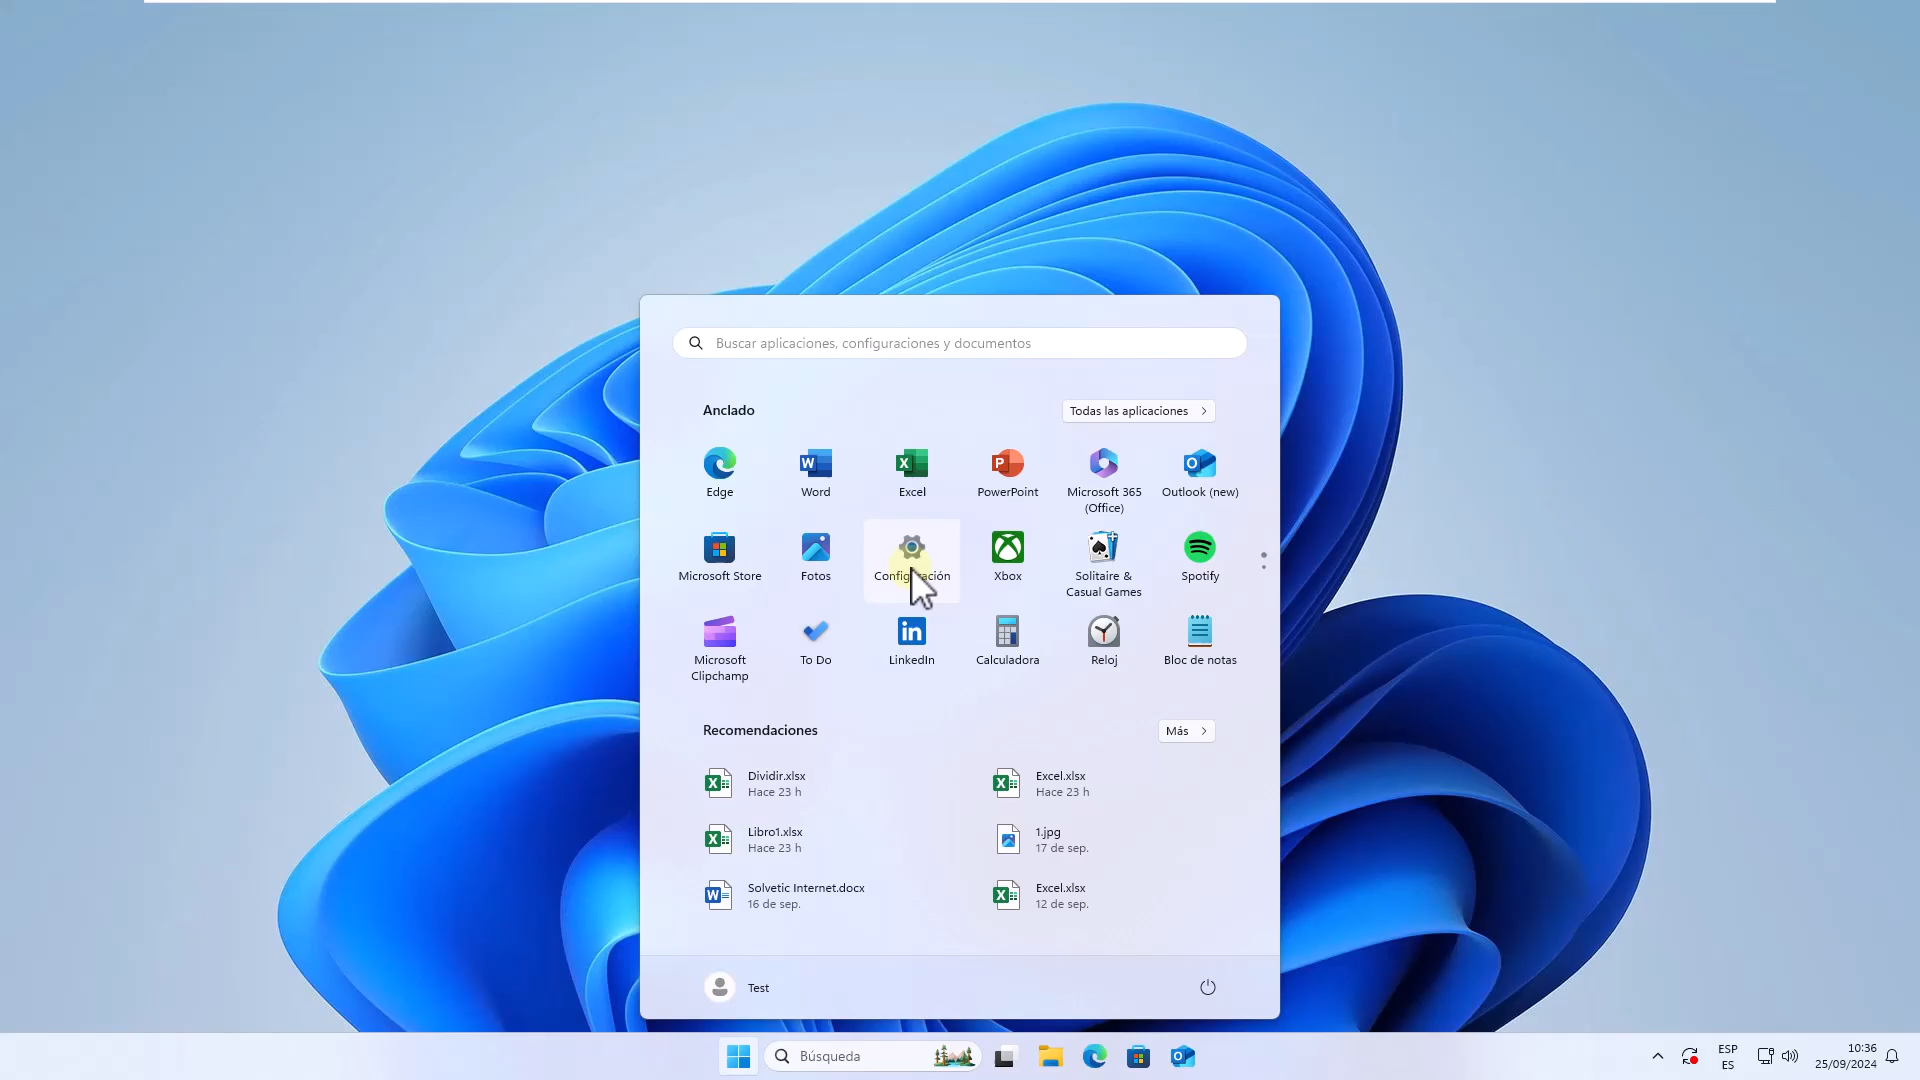 Buscar aplicaciones, configuraciones y documentos
Anclado
Todas las aplicaciones
Edge
Word
Excel
PowerPoint
Microsoft 365
(Office)
Outlook (new)
Microsoft Store
Fotos
Configuración
Xbox
Solitaire &
Casual Games
Spotify
Microsoft
Clipchamp
To Do
LinkedIn
Calculadora
Reloj
Bloc de notas
Recomendaciones
Más
Dividir.xlsx
Hace 23 h
Excel.xlsx
Hace 23 h
Libro1.xlsx
Hace 23 h
1.jpg
17 de sep.
Solvetic Internet.docx
16 de sep.
Excel.xlsx
12 de sep.
Test
Búsqueda
ESP
ES
10:36
25/09/2024